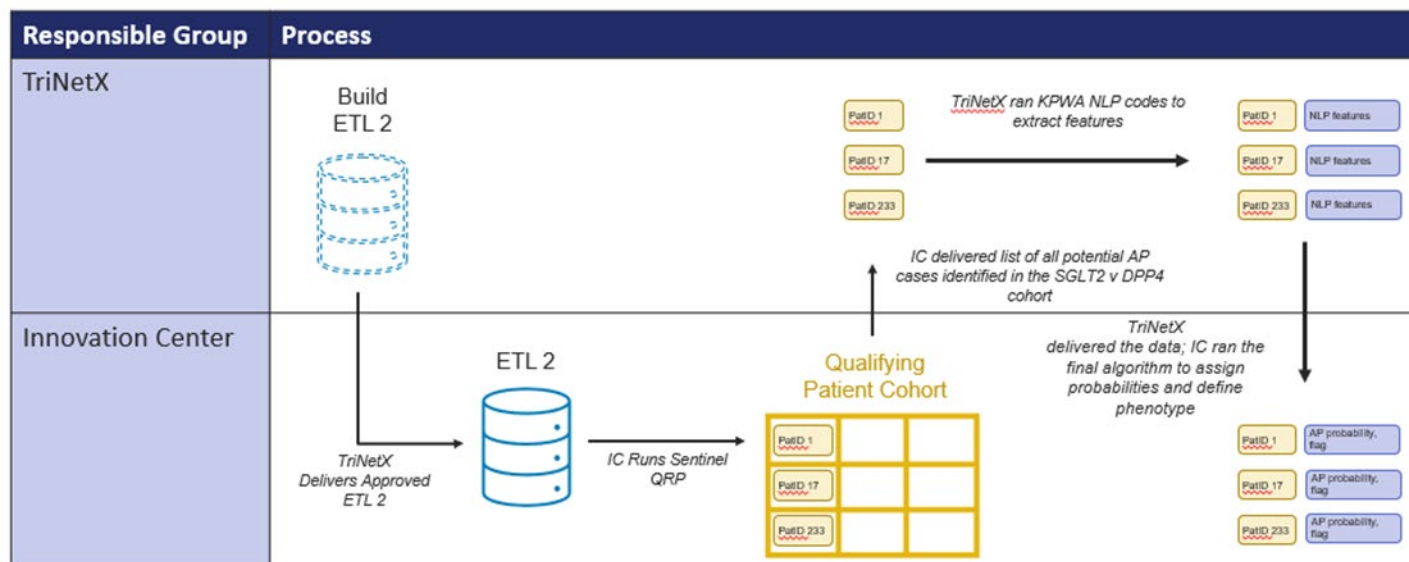 Responsible Group
Process
TriNetX
Build
ETL 2
PatID 1
PatID 17
PatID 233
TriNetX ran KPWA NLP codes to
extract features
PatID 1
NLP features
PatID 17
NLP features
PatID 233
NLP features
IC delivered list of all potential AP
cases identified in the SGLT2 v DPP4
cohort
Innovation Center
TriNetX
Delivers Approved
ETL 2
ETL 2
IC Runs Sentinel
QRP
Qualifying
Patient Cohort
PatID 1
PatID 17
PatID 233
TriNetX
delivered the data; IC ran the
final algorithm to assign
probabilities and define
phenotype
PatID 1
AP probability,
flag
PatID 17
AP probability,
flag
PatID 233
AP probability,
flag